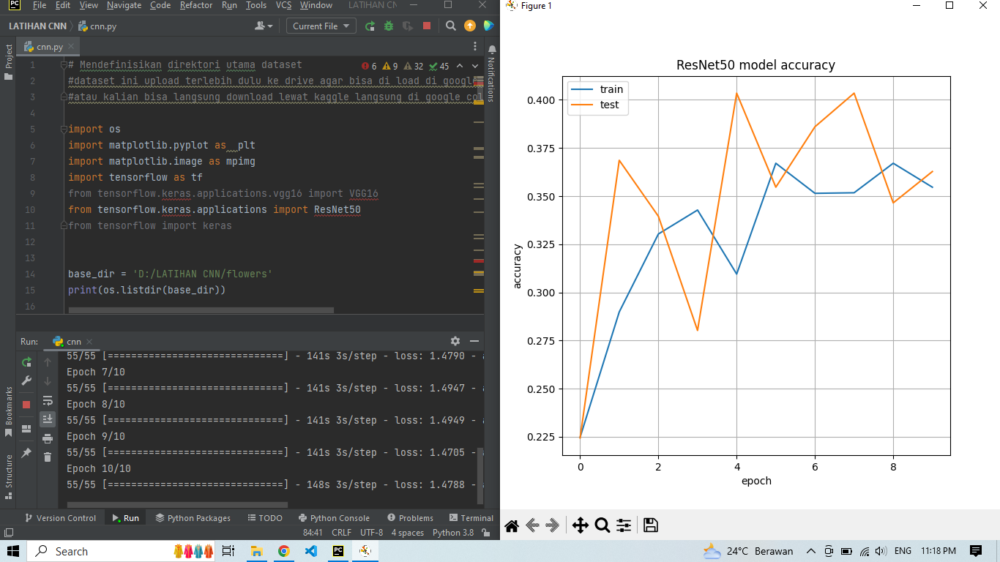 PC File Edit View Navigate Code Refactor Run Tools VCS Window LATIHAN CN
LATIHAN CNN cnn.py Current File
Project
cnn.py
Notifications
6 9 32 45
1 # Mendefinisikan direktori utama dataset
2 #dataset ini upload terlebih dulu ke drive agar bisa di load di google
3 #atau kalian bisa langsung download lewat kaggle langsung di google col
4
5 import os
6 import matplotlib.pyplot as  plt
7 import matplotlib.image as mpimg
8 import tensorflow as tf
9 from tensorflow.keras.applications.vgg16 import VGG16
10 from tensorflow.keras.applications import ResNet50
11 from tensorflow import keras
12
13
14 base_dir = 'D:/LATIHAN CNN/flowers'
15 print(os.listdir(base_dir))
16
Run: cnn
55/55 [==============================] - 141s 3s/step - loss: 1.4790 - a
Epoch 7/10
55/55 [==============================] - 141s 3s/step - loss: 1.4947 - a
Epoch 8/10
55/55 [==============================] - 141s 3s/step - loss: 1.4949 - a
Epoch 9/10
55/55 [==============================] - 141s 3s/step - loss: 1.4705 - a
Epoch 10/10
55/55 [==============================] - 148s 3s/step - loss: 1.4788 - a
Bookmarks
Structure
Version Control Run Python Packages TODO Python Console Problems Terminal
84:41 CRLF UTF-8 4 spaces Python 3.8
Figure 1
ResNet50 model accuracy
train
test
0.400
0.375
0.350
0.325
0.300
0.275
0.250
0.225
accuracy
0 2 4 6 8
epoch
Search
PC
24°C Berawan ENG 11:18 PM